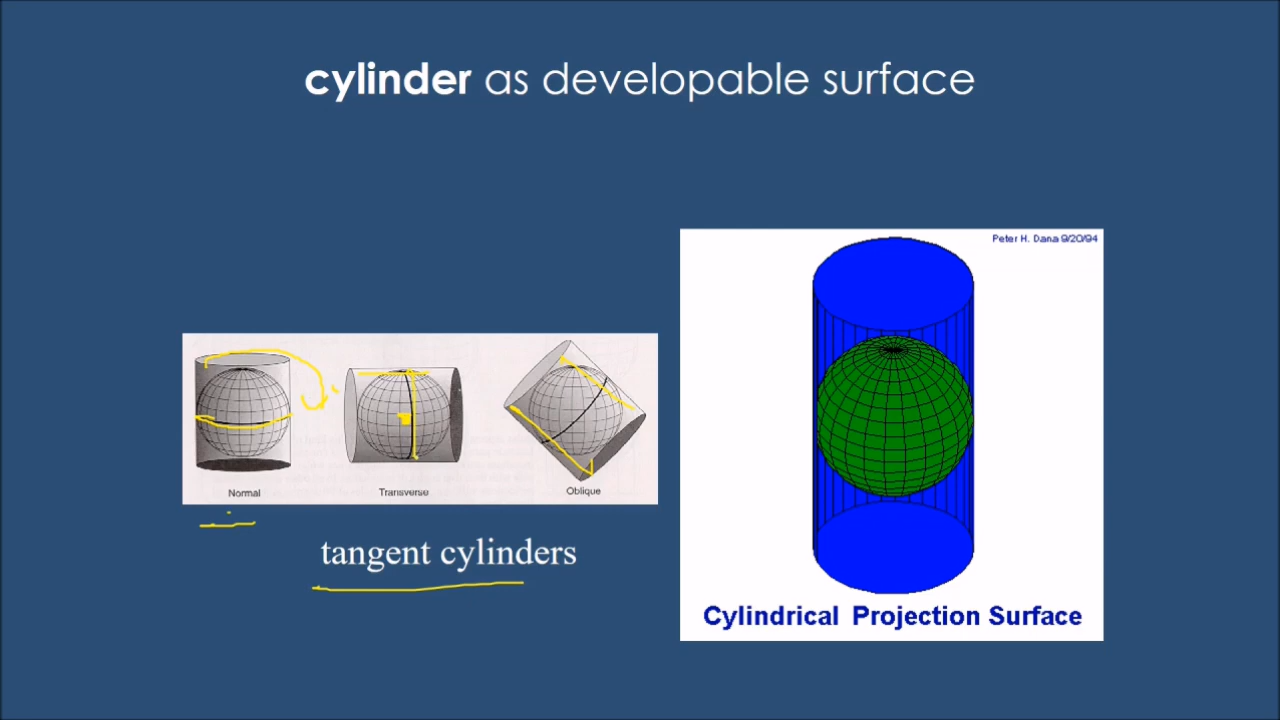 cylinder as developable surface
Peter H. Dana 9/20/94
Normal
Transverse
Oblique
tangent cylinders
Cylindrical Projection Surface